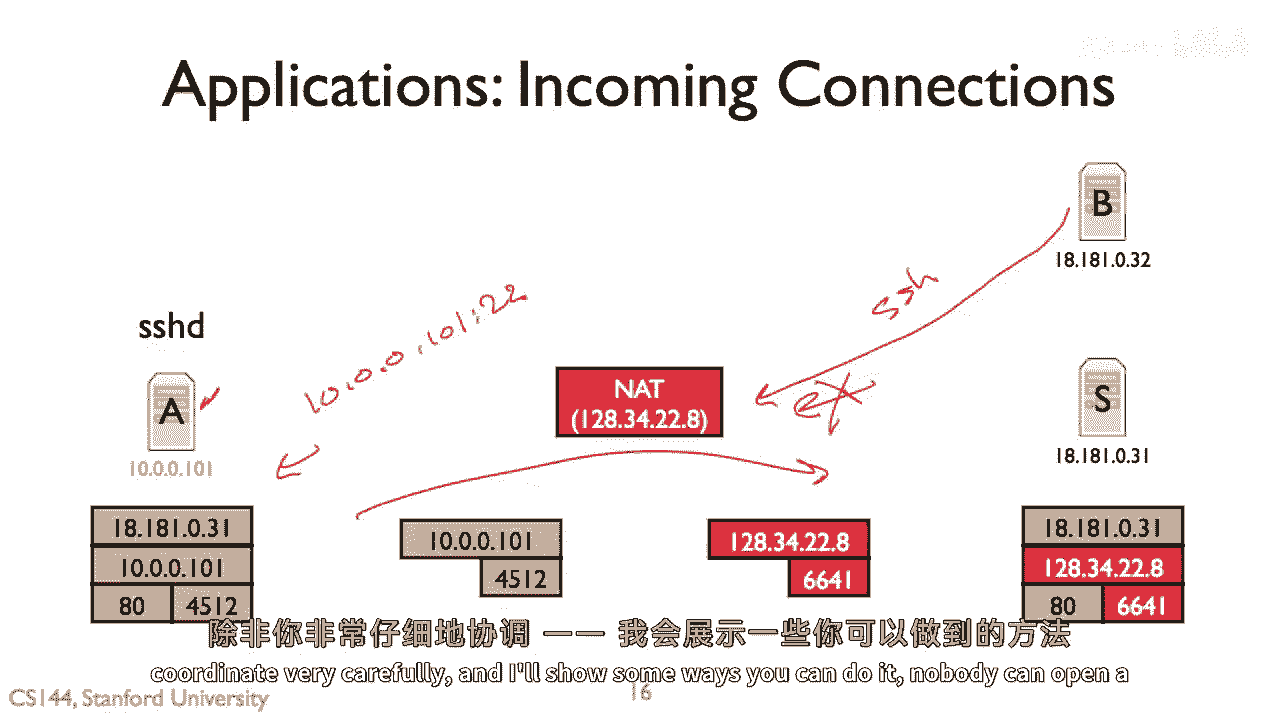 Applications: Incoming Connections
B
18.181.0.32
ssh
10.0.0.101:22
sshd
A
10.0.0.101
NAT
(128.34.22.8)
S
18.181.0.31
18.181.0.31
10.0.0.101
80 4512
10.0.0.101
4512
128.34.22.8
6641
18.181.0.31
128.34.22.8
80 6641
除非你非常仔细地协调 —— 我会展示一些你可以做到的方法
coordinate very carefully, and I'll show some ways you can do it, nobody can open a
CS144, Stanford University
16